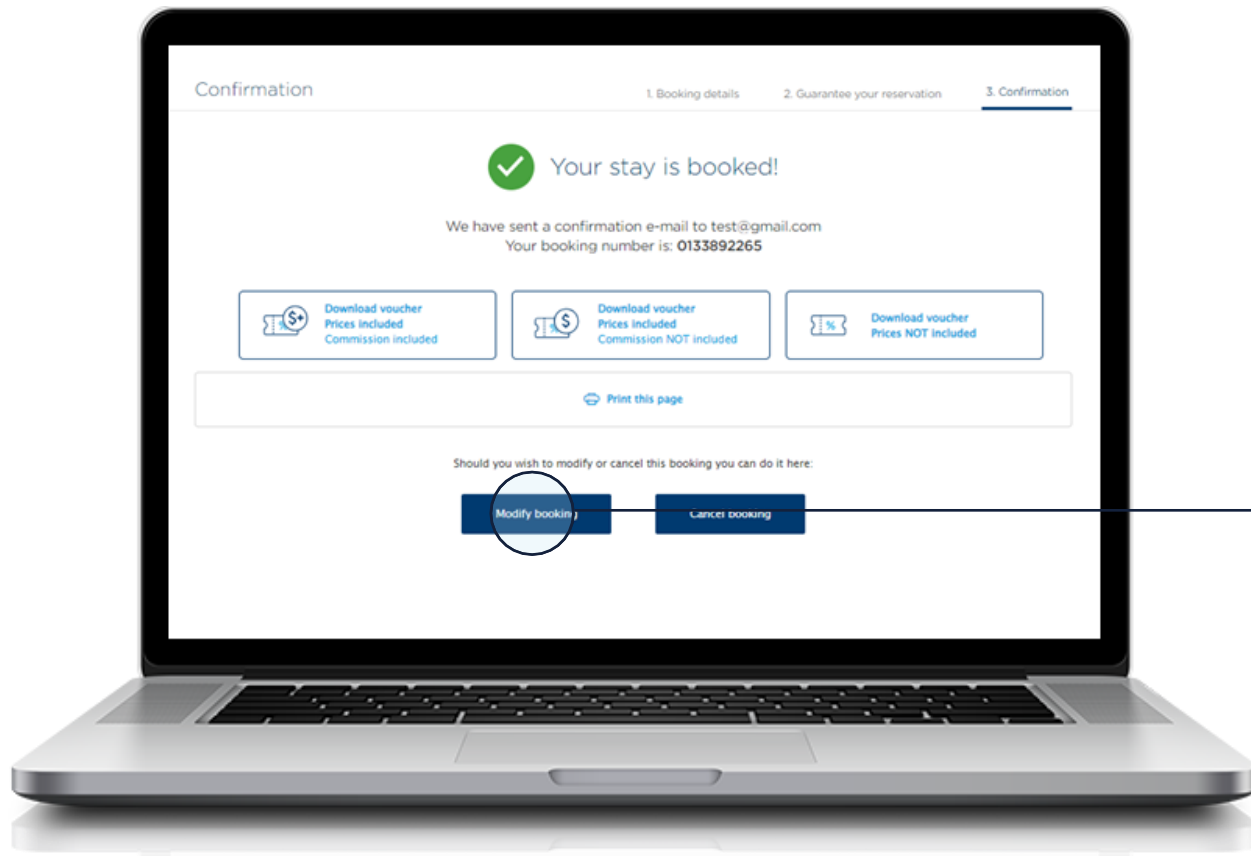 Confirmation
1. Booking details
2. Guarantee your reservation
3. Confirmation
Your stay is booked!
We have sent a confirmation e-mail to test@gmail.com
Your booking number is: 0133892265
$+
%
Download voucher
Prices included
Commission included
$
%
Download voucher
Prices included
Commission NOT included
%
Download voucher
Prices NOT included
Print this page
Should you wish to modify or cancel this booking you can do it here:
Modify booking
Cancel booking